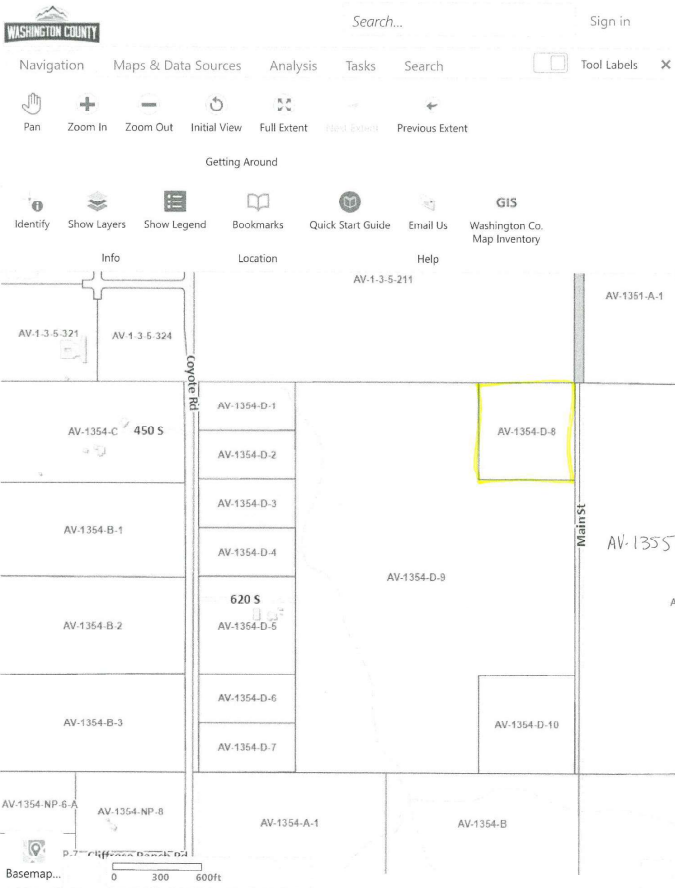 WASHINGTON COUNTY
Search...
Sign in
Navigation Maps & Data Sources Analysis Tasks Search
Tool Labels ×
Pan Zoom In Zoom Out Initial View Full Extent Next Extent Previous Extent
Getting Around
GIS
Identify Show Layers Show Legend Bookmarks Quick Start Guide Email Us Washington Co.
Map Inventory
Info Location Help
AV-1-3-5-211
AV-1351-A-1
AV-1-3-5-321
AV-1-3-5-324
Coyote Rd
AV-1354-D-1
AV-1354-C 450 S
AV-1354-D-8
AV-1354-D-2
AV-1354-D-3
AV-1354-B-1
Main St
AV-1355
AV-1354-D-4
AV-1354-D-9
620 S
AV-1354-B-2
AV-1354-D-5
AV-1354-D-6
AV-1354-B-3
AV-1354-D-10
AV-1354-D-7
AV-1354-NP-6-A
AV-1354-NP-8
AV-1354-A-1
AV-1354-B
P-7 Cliffrose Ranch Rd
Basemap...
0 300 600ft